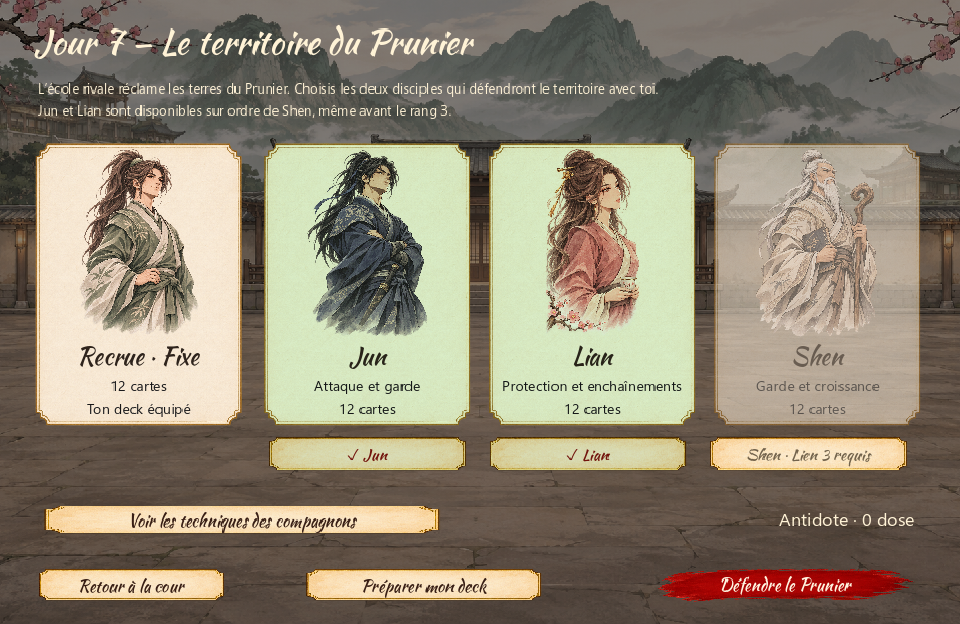 Jour 7 – Le territoire du Prunier
L'école rivale réclame les terres du Prunier. Choisis les deux disciples qui défendront le territoire avec toi.
Jun et Lian sont disponibles sur ordre de Shen, même avant le rang 3.
Recrue · Fixe
12 cartes
Ton deck équipé
Jun
Attaque et garde
12 cartes
Lian
Protection et enchaînements
12 cartes
Shen
Garde et croissance
12 cartes
✓ Jun
✓ Lian
Shen · Lien 3 requis
Voir les techniques des compagnons
Antidote · 0 dose
Retour à la cour
Préparer mon deck
Défendre le Prunier